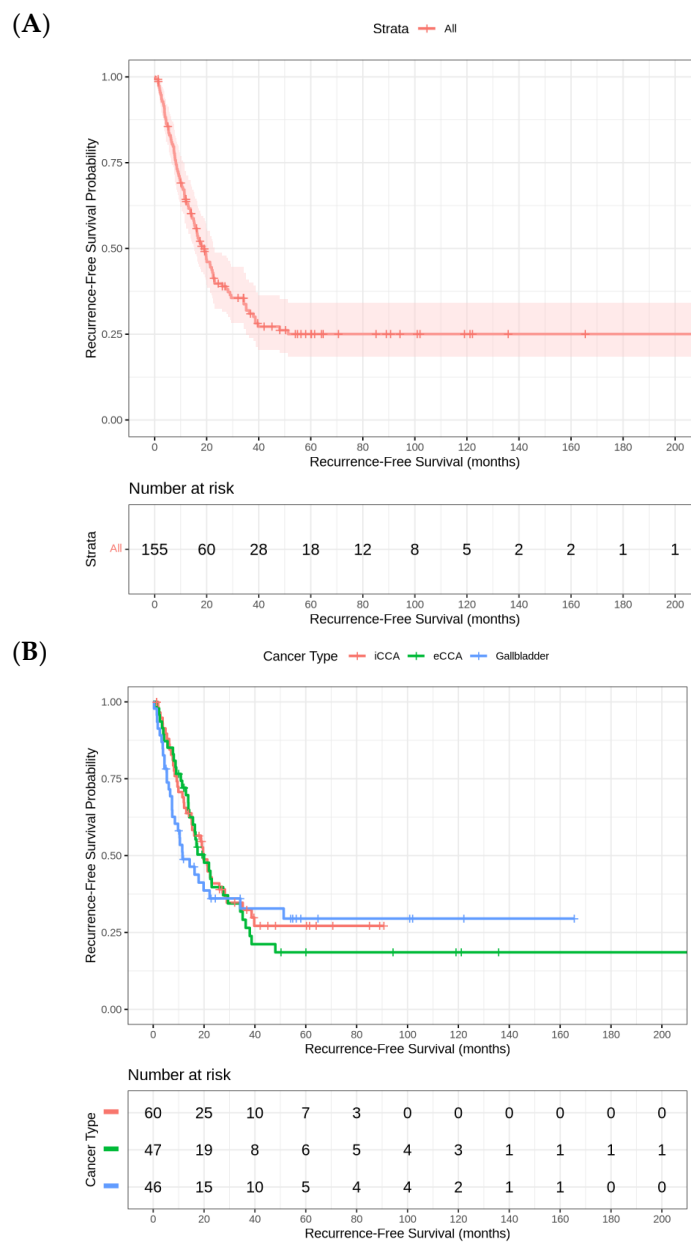 (A)
Strata All
1.00
0.75
0.50
0.25
0.00
Recurrence-Free Survival Probability
0 20 40 60 80 100 120 140 160 180 200
Recurrence-Free Survival (months)
Number at risk
Strata
All 155 60 28 18 12 8 5 2 2 1 1
0 20 40 60 80 100 120 140 160 180 200
Recurrence-Free Survival (months)
(B)
Cancer Type iCCA eCCA Gallbladder
1.00
0.75
0.50
0.25
0.00
Recurrence-Free Survival Probability
0 20 40 60 80 100 120 140 160 180 200
Recurrence-Free Survival (months)
Number at risk
Cancer Type
60 25 10 7 3 0 0 0 0 0 0
47 19 8 6 5 4 3 1 1 1 1
46 15 10 5 4 4 2 1 1 0 0
0 20 40 60 80 100 120 140 160 180 200
Recurrence-Free Survival (months)